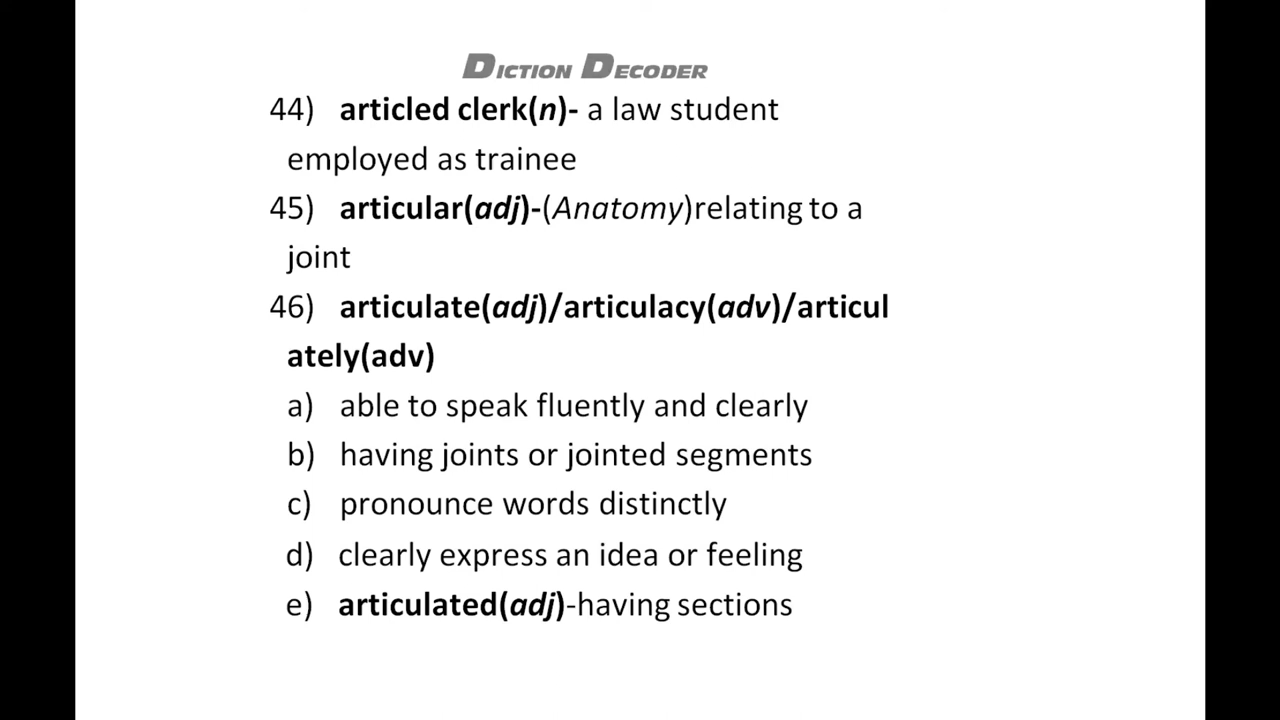 DICTION DECODER
44) articled clerk(n)- a law student
employed as trainee
45) articular(adj)-(Anatomy)relating to a
joint
46) articulate(adj)/articulacy(adv)/articul
ately(adv)
a) able to speak fluently and clearly
b) having joints or jointed segments
c) pronounce words distinctly
d) clearly express an idea or feeling
e) articulated(adj)-having sections